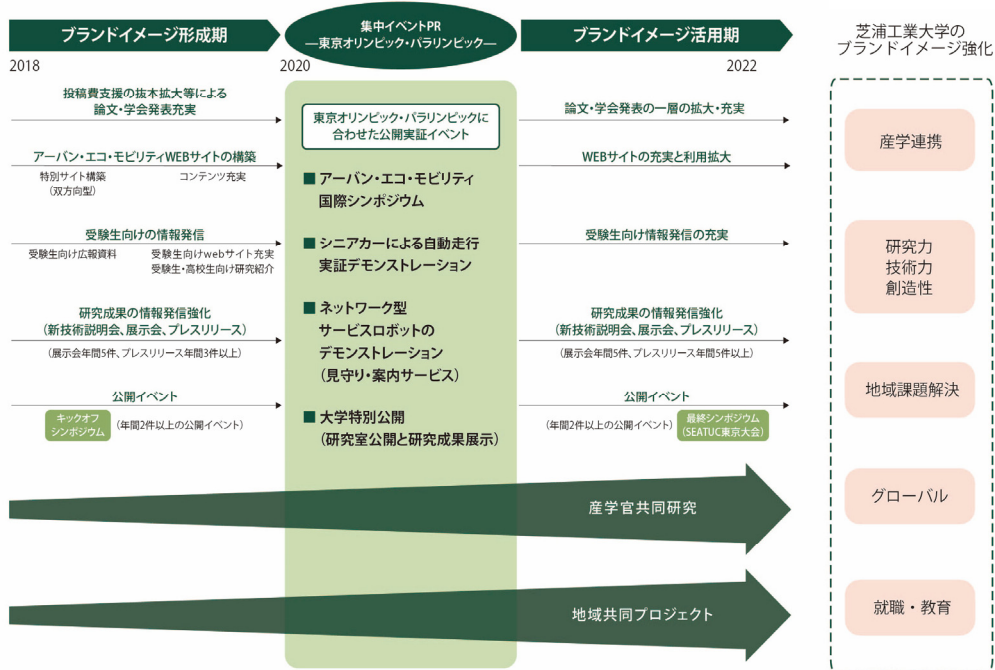 ブランドイメージ形成期
集中イベントPR
―東京オリンピック・パラリンピック―
ブランドイメージ活用期
2018
2020
2022
投稿費支援の抜本拡大等による
論文・学会発表充実
アーバン・エコ・モビリティWEBサイトの構築
特別サイト構築
(双方向型)
コンテンツ充実
受験生向けの情報発信
受験生向け広報資料
受験生向けwebサイト充実
受験生・高校生向け研究紹介
研究成果の情報発信強化
(新技術説明会、展示会、プレスリリース)
(展示会年間5件、プレスリリース年間3件以上)
公開イベント
キックオフ
シンポジウム
(年間2件以上の公開イベント)
東京オリンピック・パラリンピックに
合わせた公開実証イベント
■ アーバン・エコ・モビリティ
国際シンポジウム
■ シニアカーによる自動走行
実証デモンストレーション
■ ネットワーク型
サービスロボットの
デモンストレーション
(見守り・案内サービス)
■ 大学特別公開
(研究室公開と研究成果展示)
論文・学会発表の一層の拡大・充実
WEBサイトの充実と利用拡大
受験生向け情報発信の充実
研究成果の情報発信強化
(新技術説明会、展示会、プレスリリース)
(展示会年間5件、プレスリリース年間5件以上)
公開イベント
(年間2件以上の公開イベント)
最終シンポジウム
(SEATUC東京大会)
産学官共同研究
地域共同プロジェクト
芝浦工業大学の
ブランドイメージ強化
産学連携
研究力
技術力
創造性
地域課題解決
グローバル
就職・教育